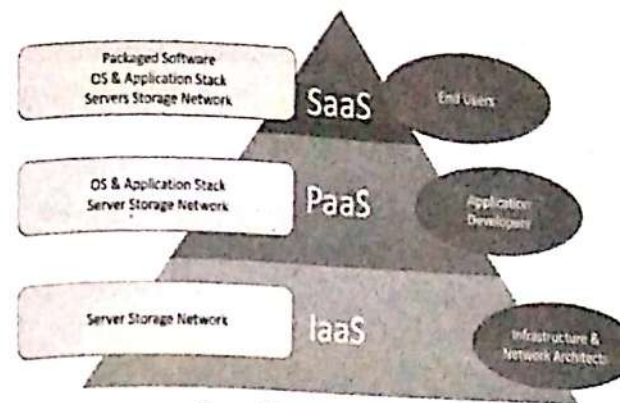 Packaged Software
OS & Application Stack
Servers Storage Network
SaaS
End Users
OS & Application Stack
Server Storage Network
PaaS
Application
Developers
Server Storage Network
IaaS
Infrastructure &
Network Architects